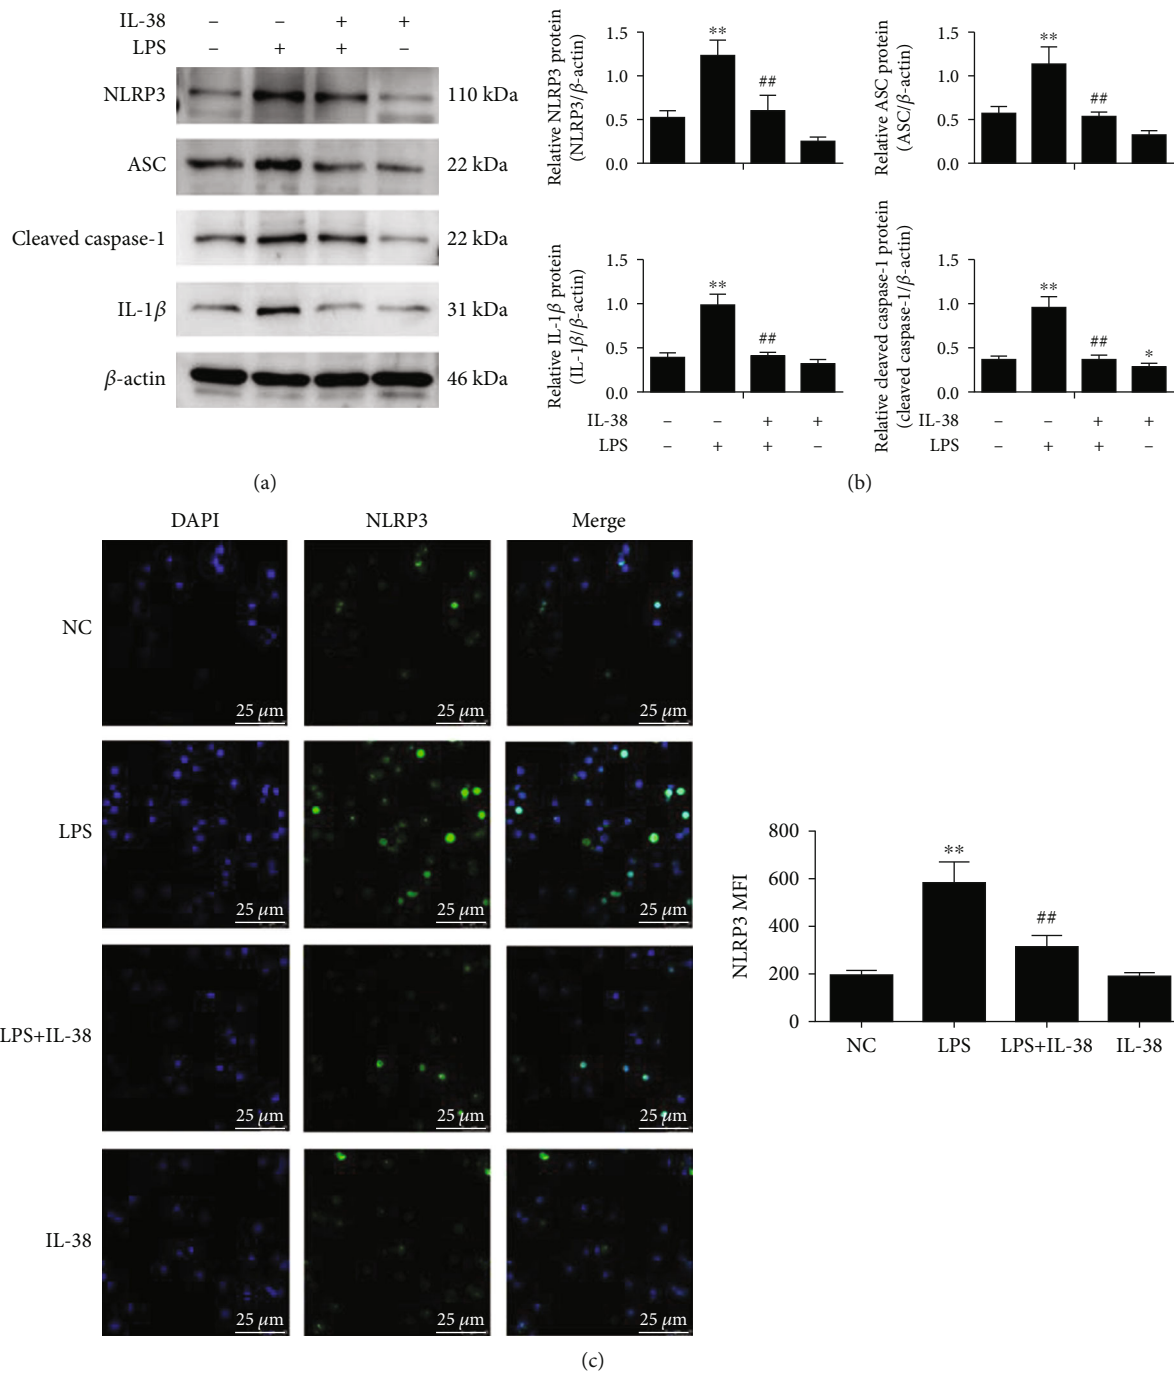 IL-38 – – + +
LPS – + + –
NLRP3 110 kDa
ASC 22 kDa
Cleaved caspase-1 22 kDa
IL-1β 31 kDa
β-actin 46 kDa
(a)
Relative NLRP3 protein
(NLRP3/β-actin)
1.5
1.0
0.5
0.0
**
##
Relative ASC protein
(ASC/β-actin)
1.5
1.0
0.5
0.0
**
##
Relative IL-1β protein
(IL-1β/β-actin)
1.5
1.0
0.5
0.0
**
##
IL-38 – – + +
LPS – + + –
Relative cleaved caspase-1 protein
(cleaved caspase-1/β-actin)
1.5
1.0
0.5
0.0
**
##
*
IL-38 – – + +
LPS – + + –
(b)
DAPI NLRP3 Merge
NC
25 μm 25 μm 25 μm
LPS
25 μm 25 μm 25 μm
LPS+IL-38
25 μm 25 μm 25 μm
IL-38
25 μm 25 μm 25 μm
NLRP3 MFI
800
600
400
200
0
**
##
NC LPS LPS+IL-38 IL-38
(c)